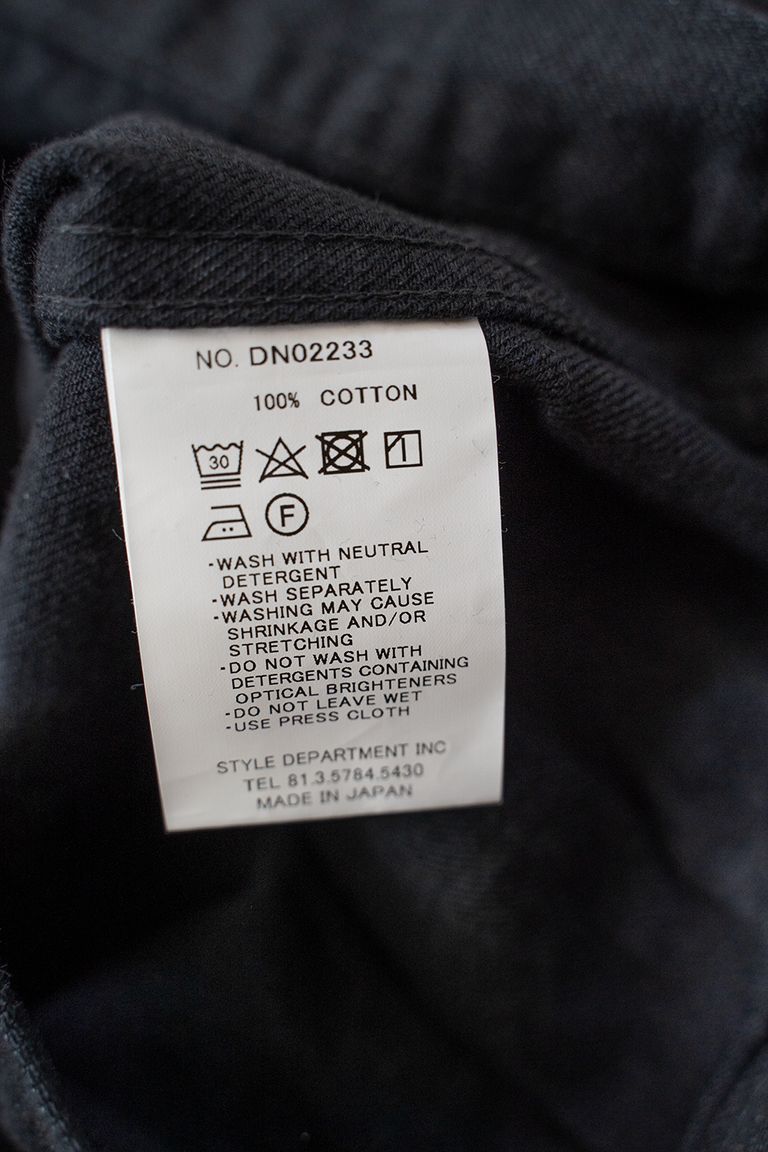 NO. DN02233
100% COTTON
30
F
-WASH WITH NEUTRAL
DETERGENT
-WASH SEPARATELY
-WASHING MAY CAUSE
SHRINKAGE AND/OR
STRETCHING
-DO NOT WASH WITH
DETERGENTS CONTAINING
OPTICAL BRIGHTENERS
-DO NOT LEAVE WET
-USE PRESS CLOTH
STYLE DEPARTMENT INC
TEL 81.3.5784.5430
MADE IN JAPAN